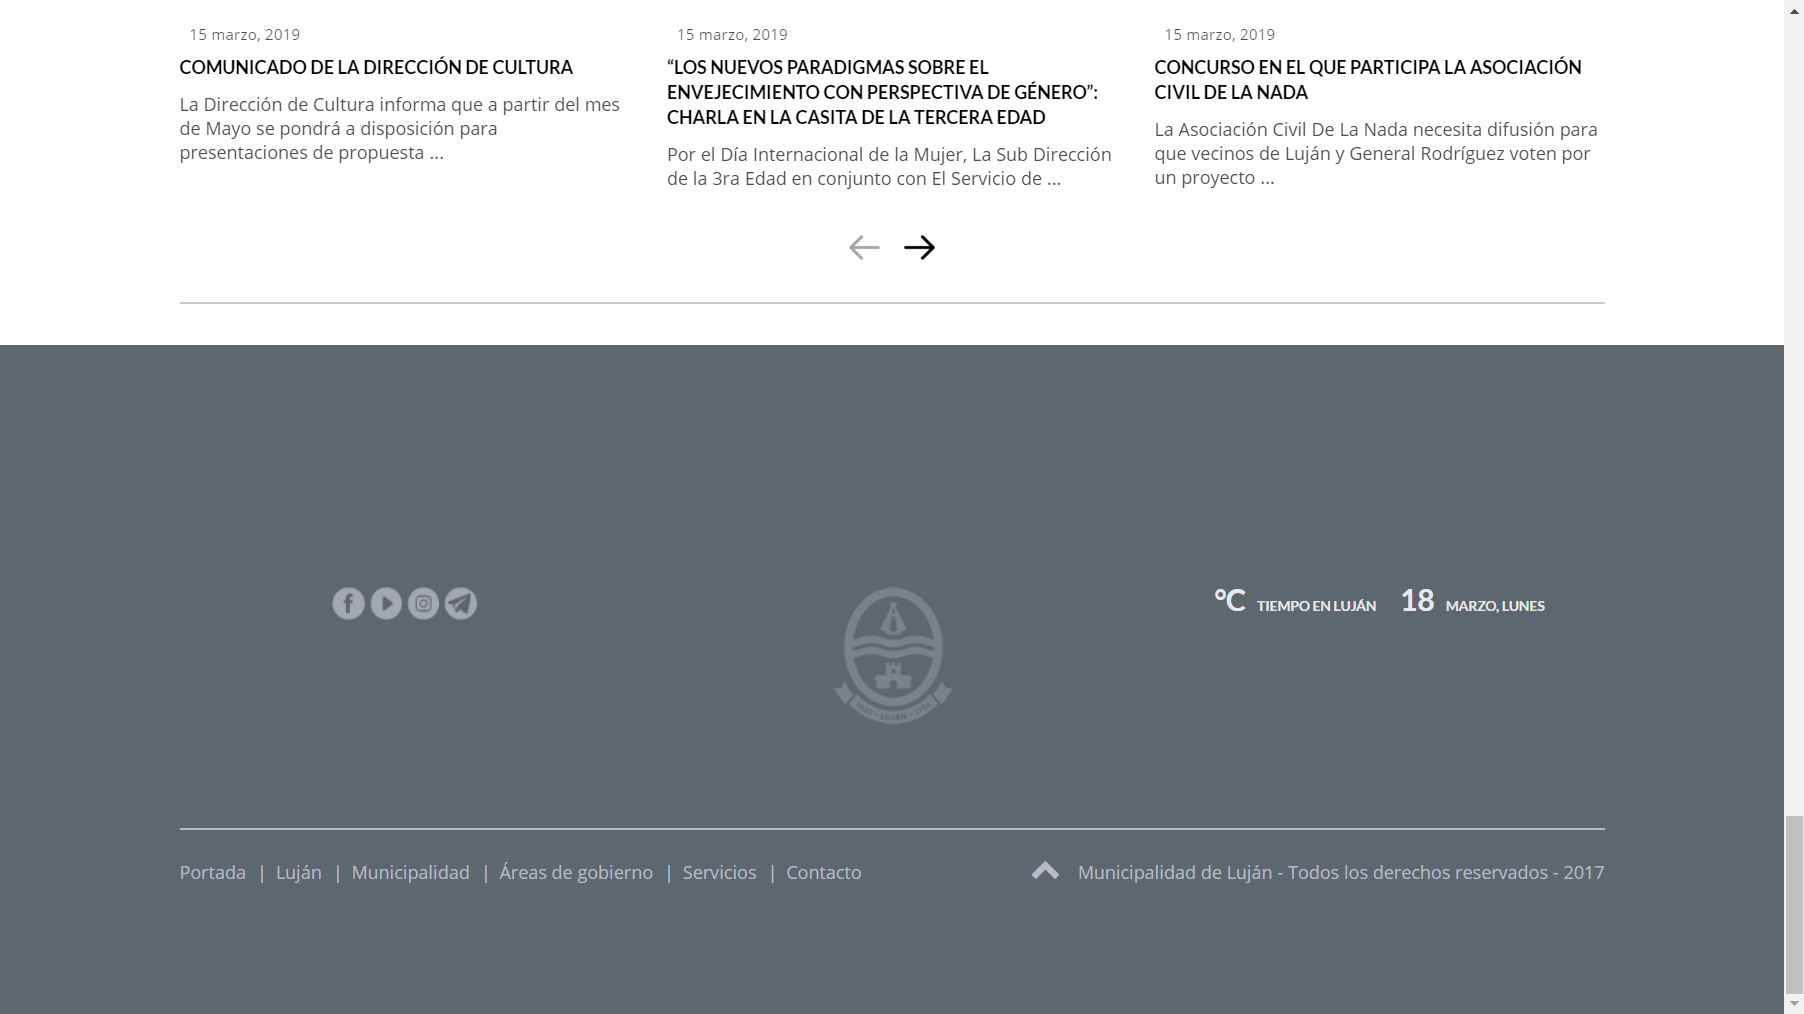 15 marzo, 2019
COMUNICADO DE LA DIRECCIÓN DE CULTURA
La Dirección de Cultura informa que a partir del mes
de Mayo se pondrá a disposición para
presentaciones de propuesta ...
15 marzo, 2019
“LOS NUEVOS PARADIGMAS SOBRE EL
ENVEJECIMIENTO CON PERSPECTIVA DE GÉNERO”:
CHARLA EN LA CASITA DE LA TERCERA EDAD
Por el Día Internacional de la Mujer, La Sub Dirección
de la 3ra Edad en conjunto con El Servicio de ...
15 marzo, 2019
CONCURSO EN EL QUE PARTICIPA LA ASOCIACIÓN
CIVIL DE LA NADA
La Asociación Civil De La Nada necesita difusión para
que vecinos de Luján y General Rodríguez voten por
un proyecto ...
°C TIEMPO EN LUJÁN 18 MARZO, LUNES
LUJÁN
Portada | Luján | Municipalidad | Áreas de gobierno | Servicios | Contacto
Municipalidad de Luján - Todos los derechos reservados - 2017